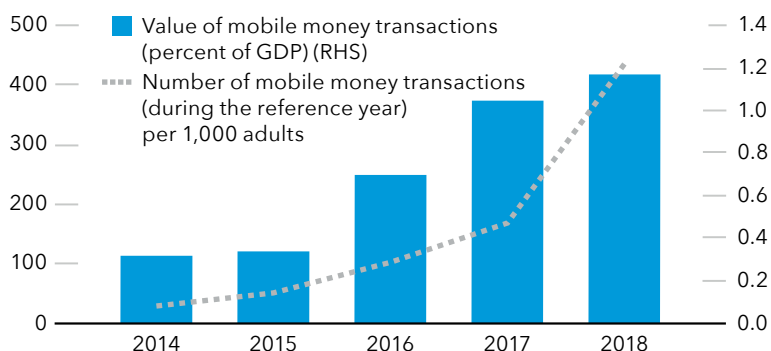 500
400
300
200
100
0
Value of mobile money transactions
(percent of GDP) (RHS)
Number of mobile money transactions
(during the reference year)
per 1,000 adults
1.4
1.2
1.0
0.8
0.6
0.4
0.2
0.0
2014 2015 2016 2017 2018